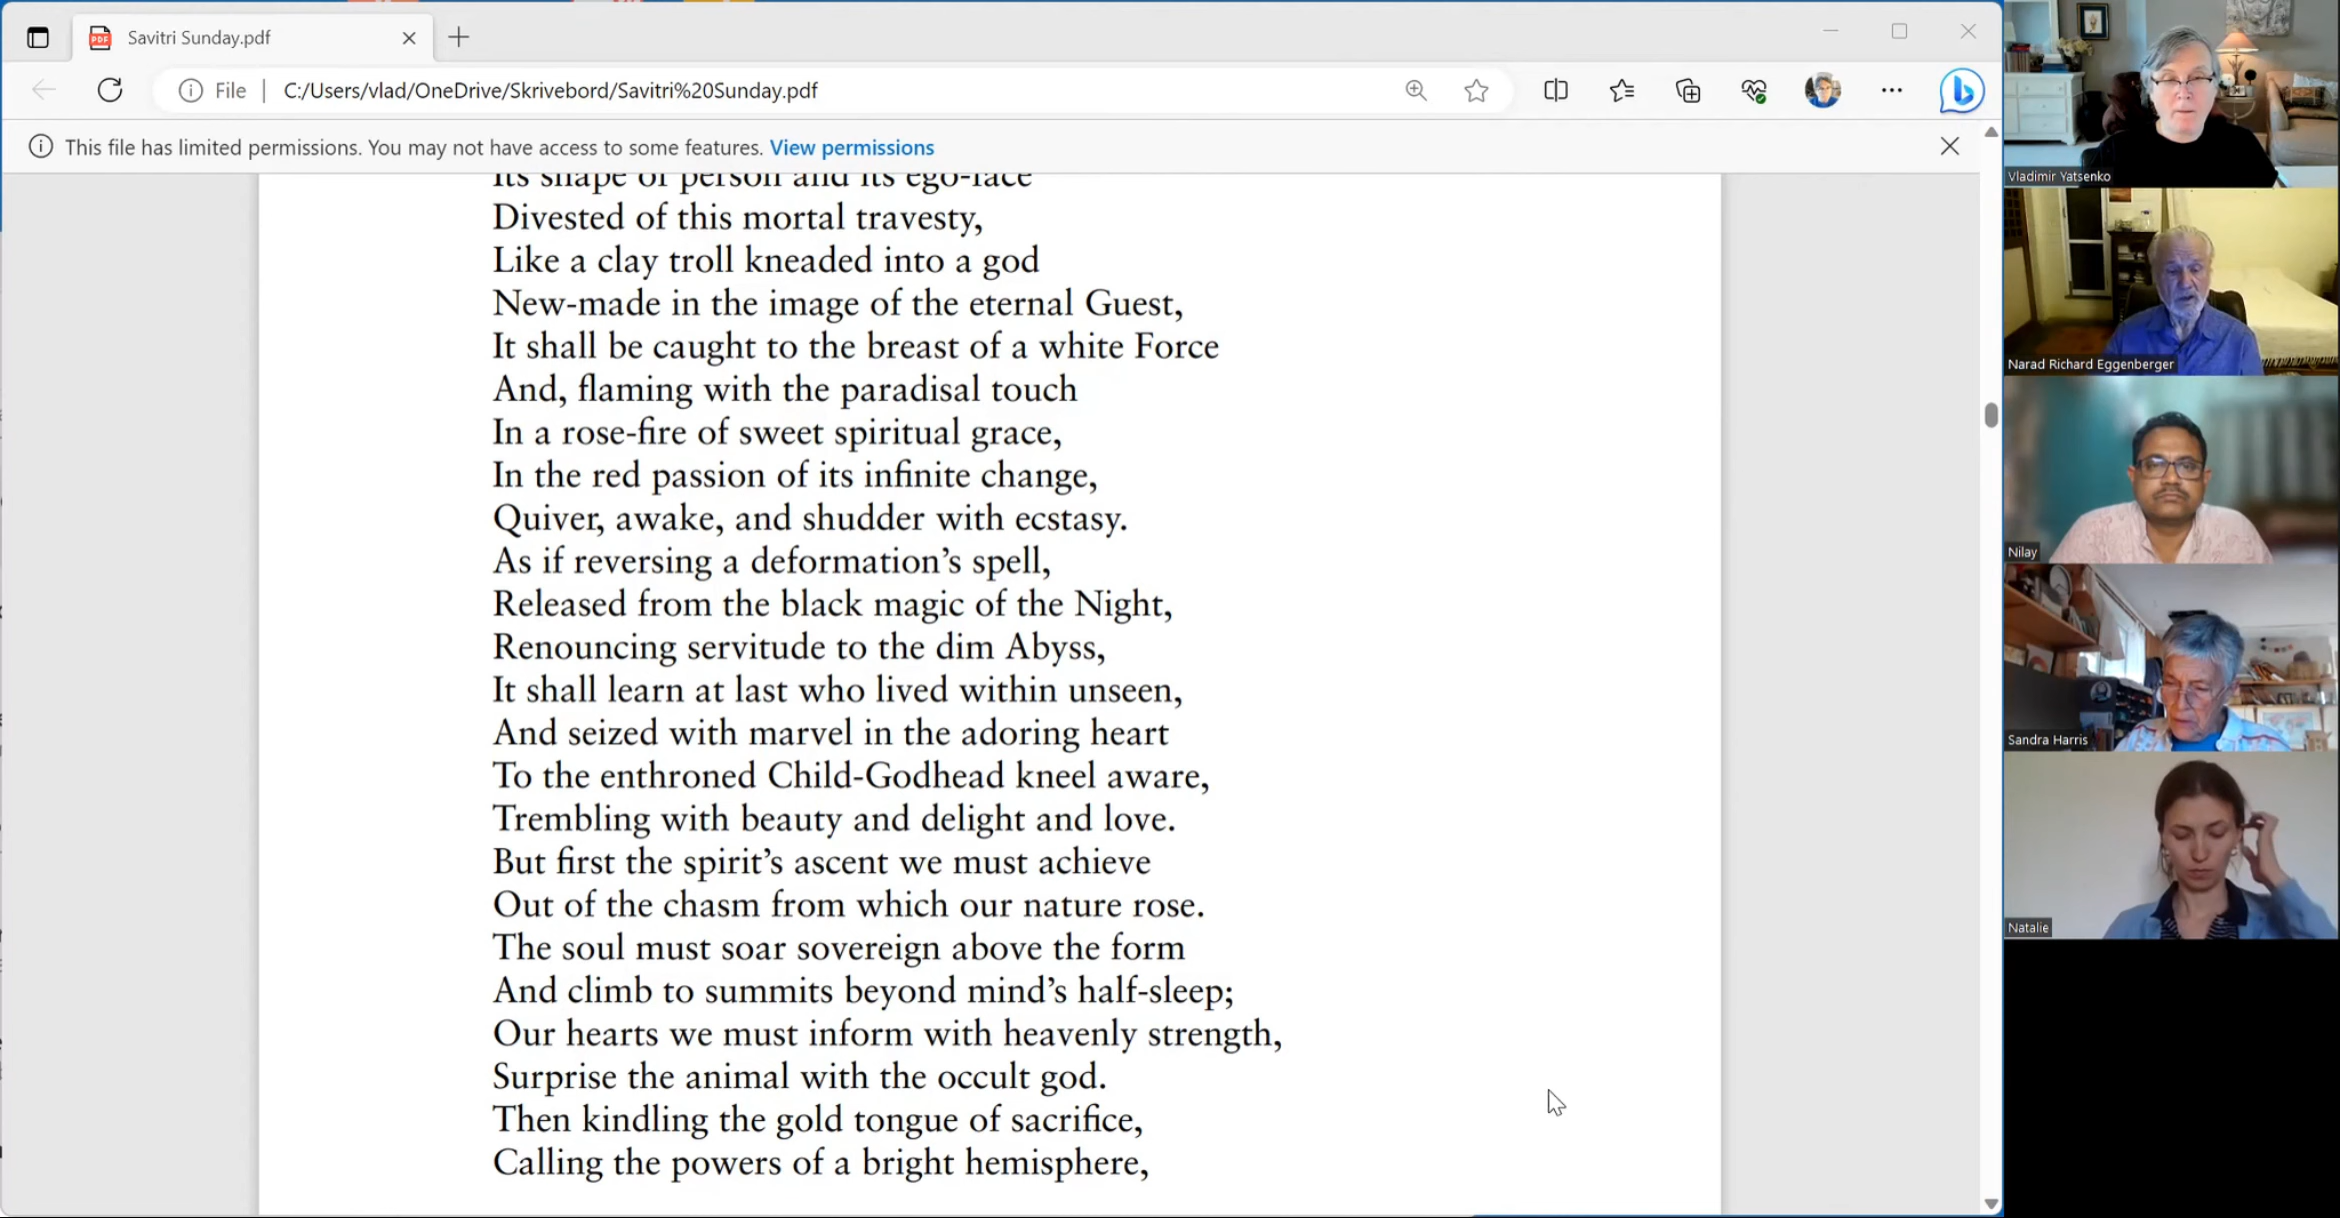 Savitri Sunday.pdf
File
C:/Users/vlad/OneDrive/Skrivebord/Savitri%20Sunday.pdf
This file has limited permissions. You may not have access to some features. View permissions
Its shape of person and its ego-face
Divested of this mortal travesty,
Like a clay troll kneaded into a god
New-made in the image of the eternal Guest,
It shall be caught to the breast of a white Force
And, flaming with the paradisal touch
In a rose-fire of sweet spiritual grace,
In the red passion of its infinite change,
Quiver, awake, and shudder with ecstasy.
As if reversing a deformation’s spell,
Released from the black magic of the Night,
Renouncing servitude to the dim Abyss,
It shall learn at last who lived within unseen,
And seized with marvel in the adoring heart
To the enthroned Child-Godhead kneel aware,
Trembling with beauty and delight and love.
But first the spirit’s ascent we must achieve
Out of the chasm from which our nature rose.
The soul must soar sovereign above the form
And climb to summits beyond mind’s half-sleep;
Our hearts we must inform with heavenly strength,
Surprise the animal with the occult god.
Then kindling the gold tongue of sacrifice,
Calling the powers of a bright hemisphere,
Vladimir Yatsenko
Narad Richard Eggenberger
Nilay
Sandra Harris
Natalie